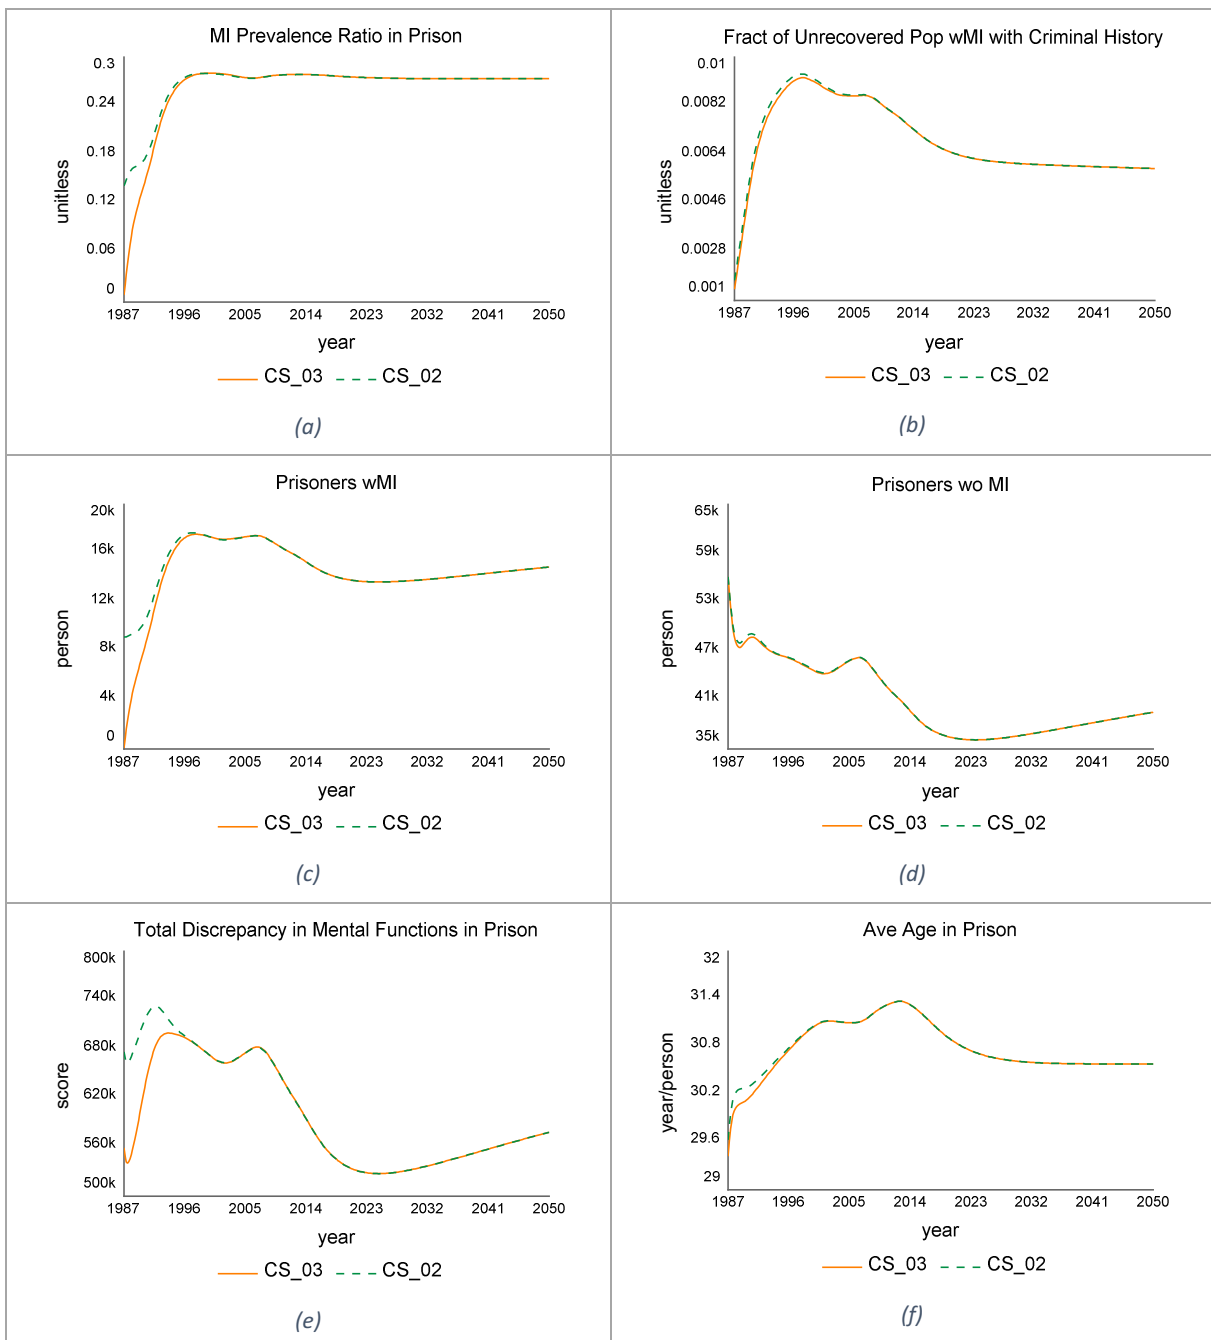 MI Prevalence Ratio in Prison
0.3
0.24
0.18
0.12
0.06
0
unitless
1987 1996 2005 2014 2023 2032 2041 2050
year
CS_03 CS_02
(a)
Fract of Unrecovered Pop wMI with Criminal History
0.01
0.0082
0.0064
0.0046
0.0028
0.001
unitless
1987 1996 2005 2014 2023 2032 2041 2050
year
CS_03 CS_02
(b)
Prisoners wMI
20k
16k
12k
8k
4k
0
person
1987 1996 2005 2014 2023 2032 2041 2050
year
CS_03 CS_02
(c)
Prisoners wo MI
65k
59k
53k
47k
41k
35k
person
1987 1996 2005 2014 2023 2032 2041 2050
year
CS_03 CS_02
(d)
Total Discrepancy in Mental Functions in Prison
800k
740k
680k
620k
560k
500k
score
1987 1996 2005 2014 2023 2032 2041 2050
year
CS_03 CS_02
(e)
Ave Age in Prison
32
31.4
30.8
30.2
29.6
29
year/person
1987 1996 2005 2014 2023 2032 2041 2050
year
CS_03 CS_02
(f)